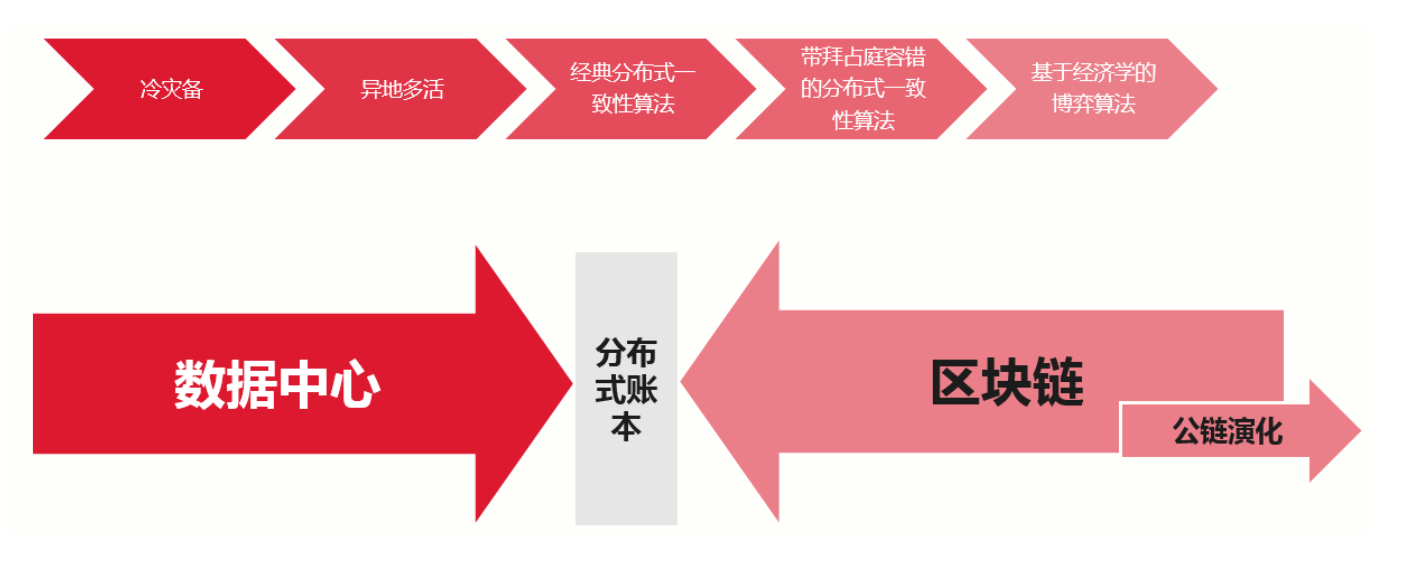 冷灾备
异地多活
经典分布式一
致性算法
带拜占庭容错
的分布式一致
性算法
基于经济学的
博弈算法
数据中心
分布
式账
本
区块链
公链演化